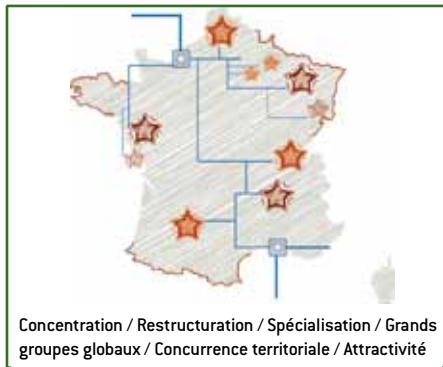 Concentration / Restructuration / Spécialisation / Grands
groupes globaux / Concurrence territoriale / Attractivité